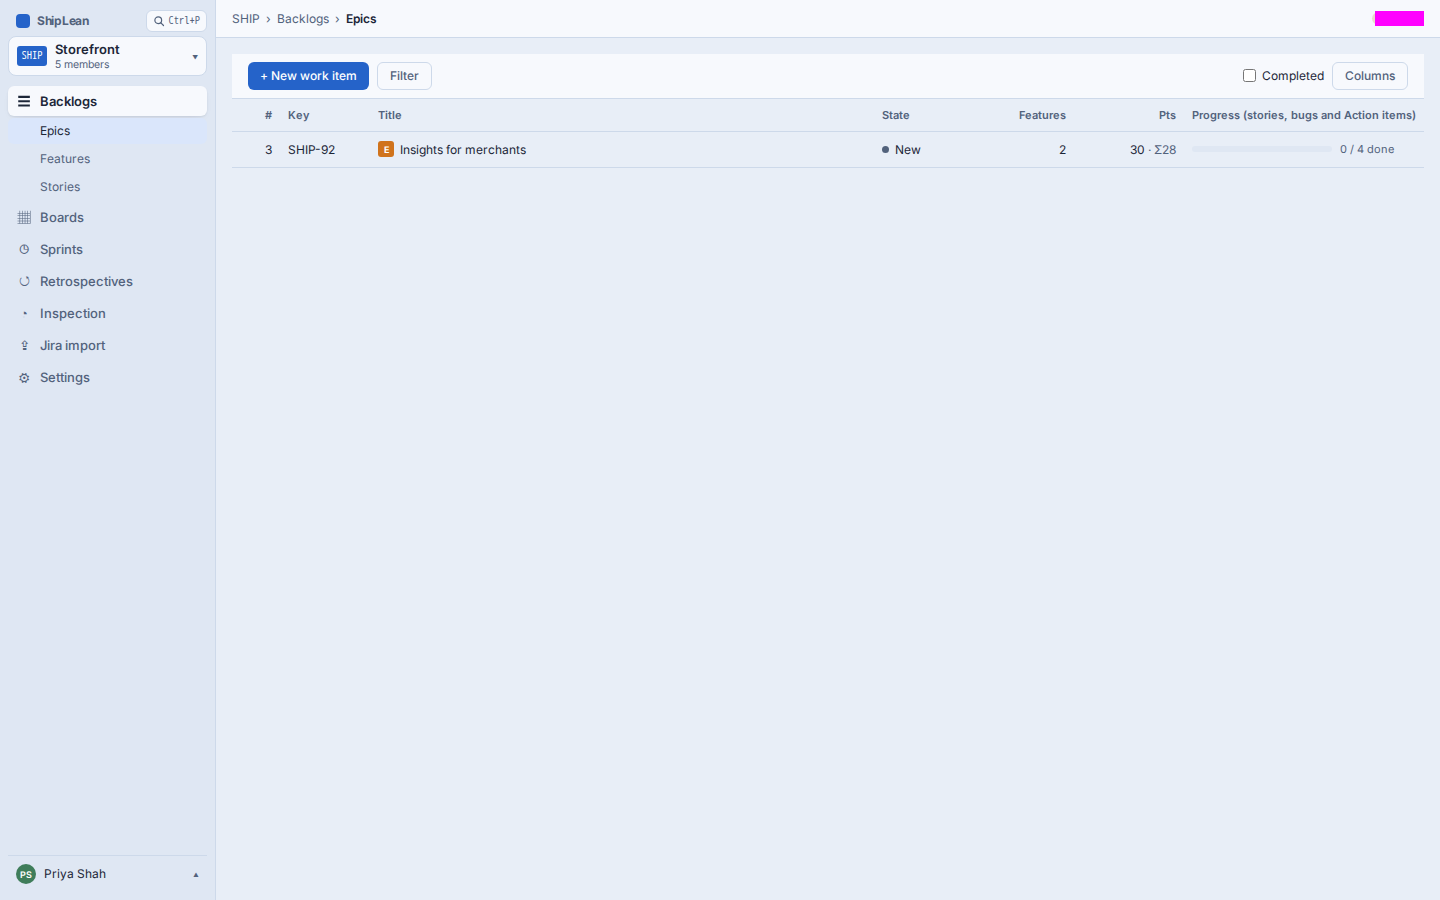 ShipLean
Ctrl+P
SHIP
Storefront
5 members
Backlogs
Epics
Features
Stories
Boards
Sprints
Retrospectives
Inspection
Jira import
Settings
PS
Priya Shah
SHIP › Backlogs › Epics
+ New work item
Filter
Completed
Columns
# Key Title State Features Pts Progress (stories, bugs and Action items)
3 SHIP-92 E Insights for merchants New 2 30 · Σ28 0 / 4 done